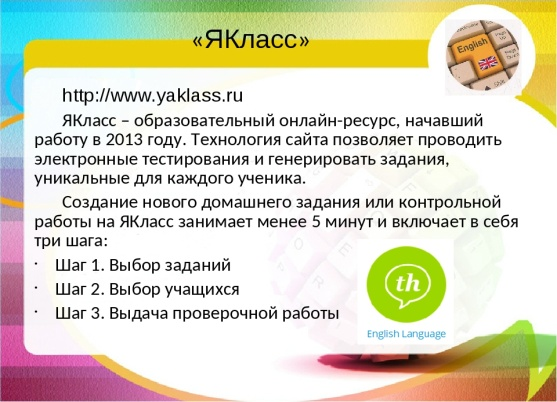 «ЯКласс»
English
http://www.yaklass.ru
ЯКласс – образовательный онлайн-ресурс, начавший
работу в 2013 году. Технология сайта позволяет проводить
электронные тестирования и генерировать задания,
уникальные для каждого ученика.
Создание нового домашнего задания или контрольной
работы на ЯКласс занимает менее 5 минут и включает в себя
три шага:
· Шаг 1. Выбор заданий
· Шаг 2. Выбор учащихся
· Шаг 3. Выдача проверочной работы
th
English Language